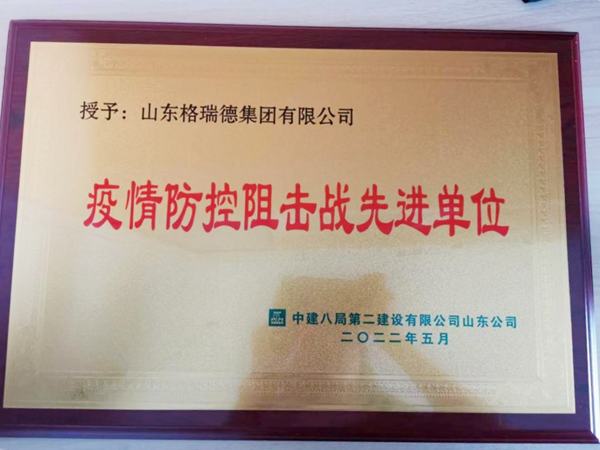 授予：山东格瑞德集团有限公司
疫情防控阻击战先进单位
中建八局第二建设有限公司山东公司
二〇二二年五月